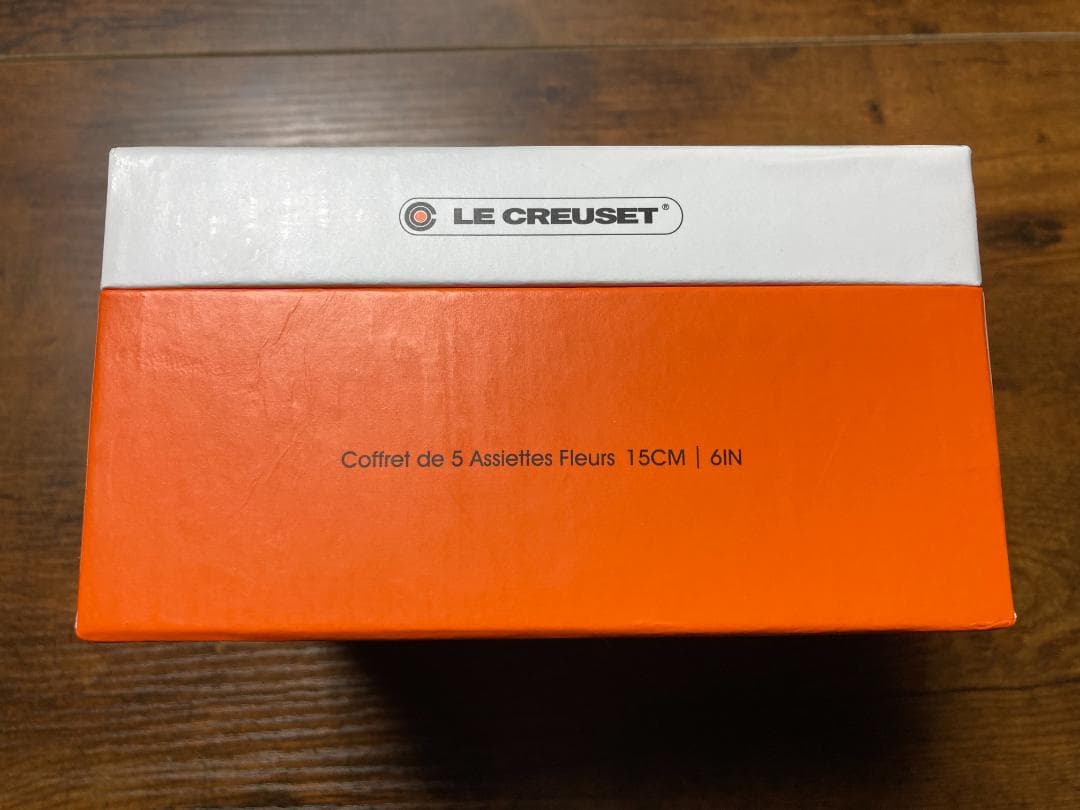 LE CREUSET®
Coffret de 5 Assiettes Fleurs 15CM | 6IN